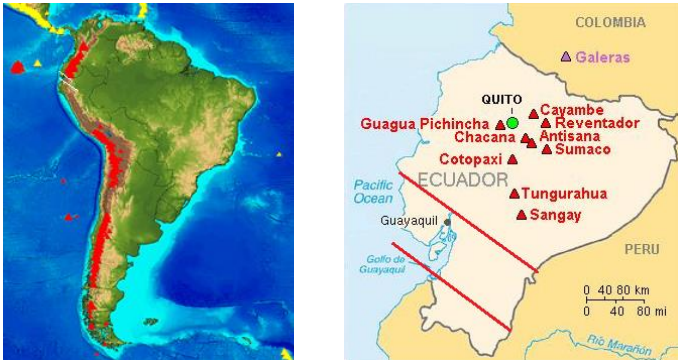 COLOMBIA
Galeras
QUITO
Cayambe
Guagua Pichincha
Reventador
Chacana
Antisana
Sumaco
Cotopaxi
ECUADOR
Pacific
Ocean
Tungurahua
Guayaquil
Sangay
PERU
Golfo de
Guayaquil
0 40 80 km
0 40 80 mi
Río Marañón